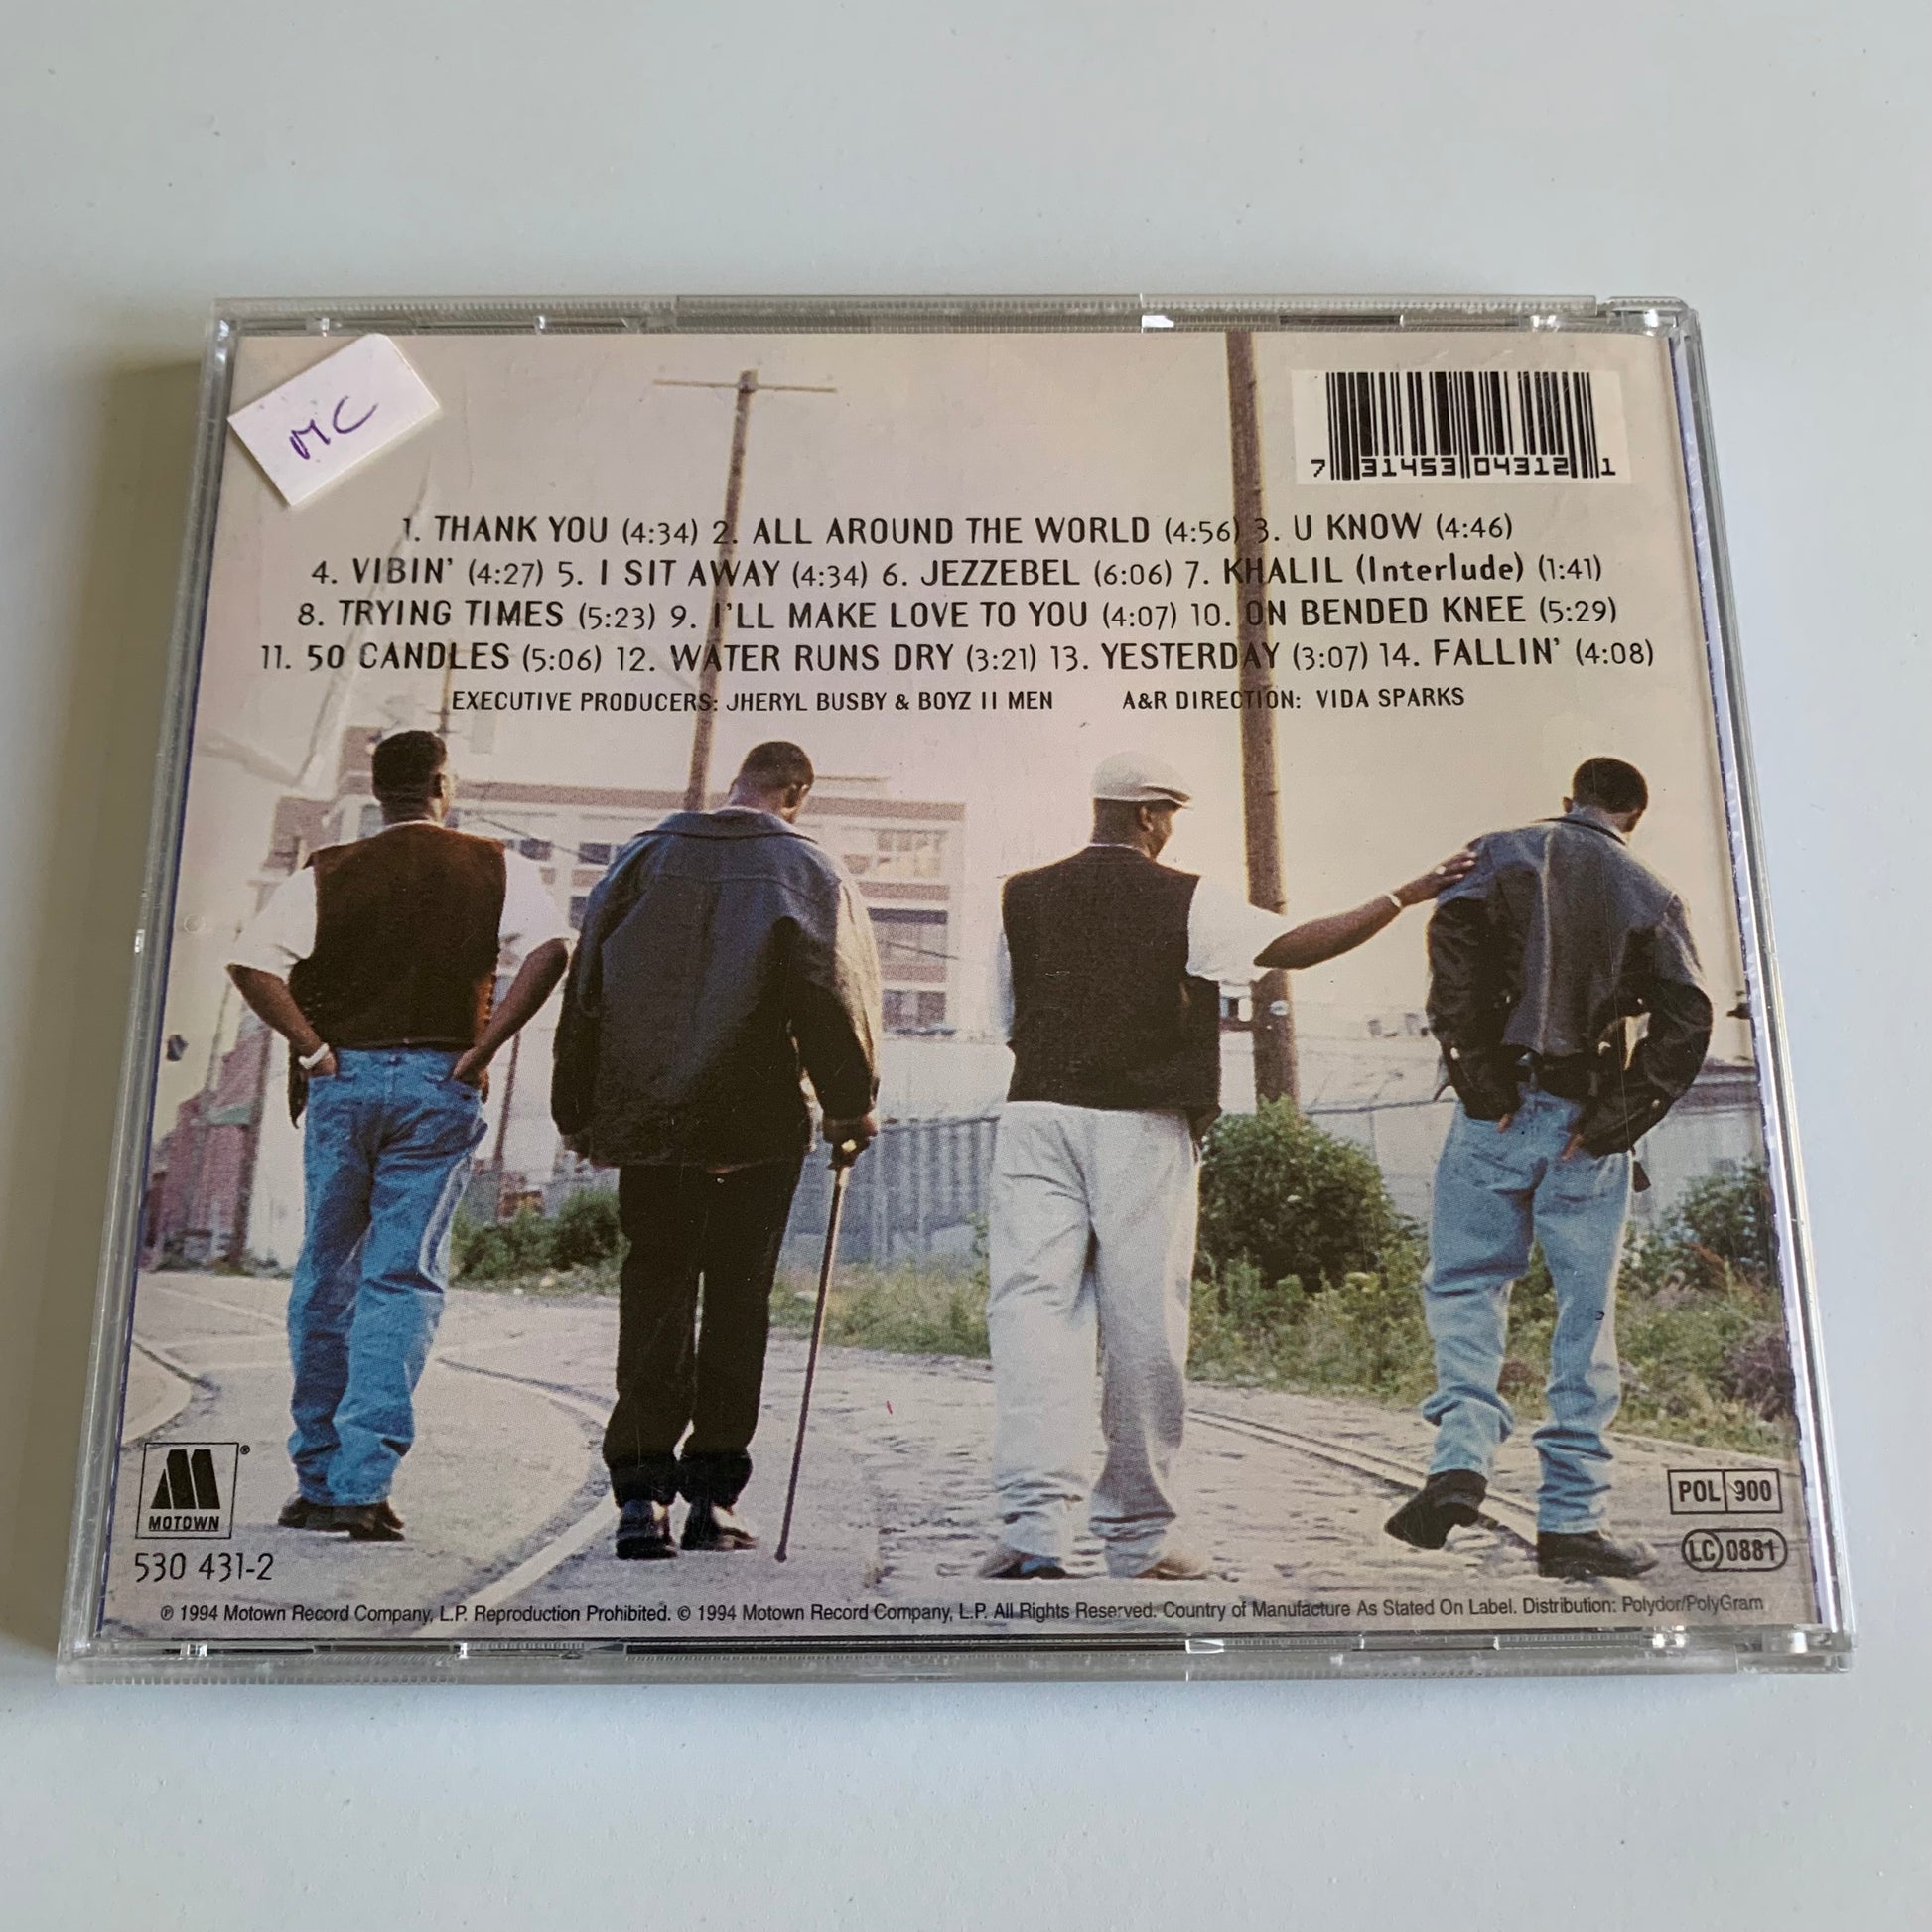 MC
7 31453 04312 1
1. THANK YOU (4:34) 2. ALL AROUND THE WORLD (4:56) 3. U KNOW (4:46)
4. VIBIN' (4:27) 5. I SIT AWAY (4:34) 6. JEZZEBEL (6:06) 7. KHALIL (Interlude) (1:41)
8. TRYING TIMES (5:23) 9. I'LL MAKE LOVE TO YOU (4:07) 10. ON BENDED KNEE (5:29)
11. 50 CANDLES (5:06) 12. WATER RUNS DRY (3:21) 13. YESTERDAY (3:07) 14. FALLIN' (4:08)
EXECUTIVE PRODUCERS: JHERYL BUSBY & BOYZ II MEN A&R DIRECTION: VIDA SPARKS
MOTOWN ®
530 431-2
POL 900
LC 0881
℗ 1994 Motown Record Company, L.P. Reproduction Prohibited. © 1994 Motown Record Company, L.P. All Rights Reserved. Country of Manufacture As Stated On Label. Distribution: Polydor/PolyGram